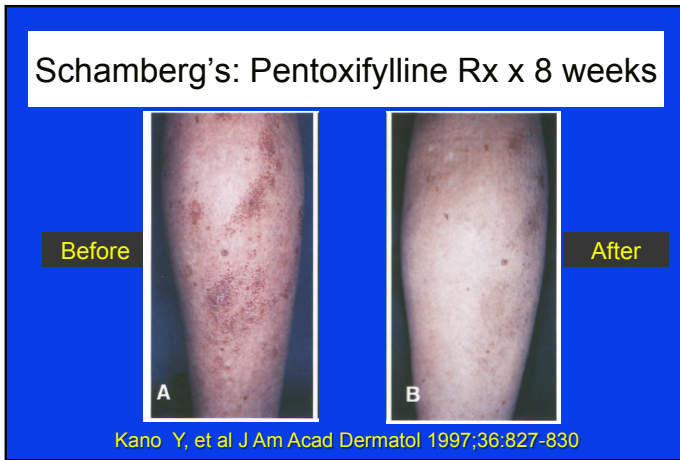 Schamberg's: Pentoxifylline Rx x 8 weeks
Before
After
A
B
Kano Y, et al J Am Acad Dermatol 1997;36:827-830